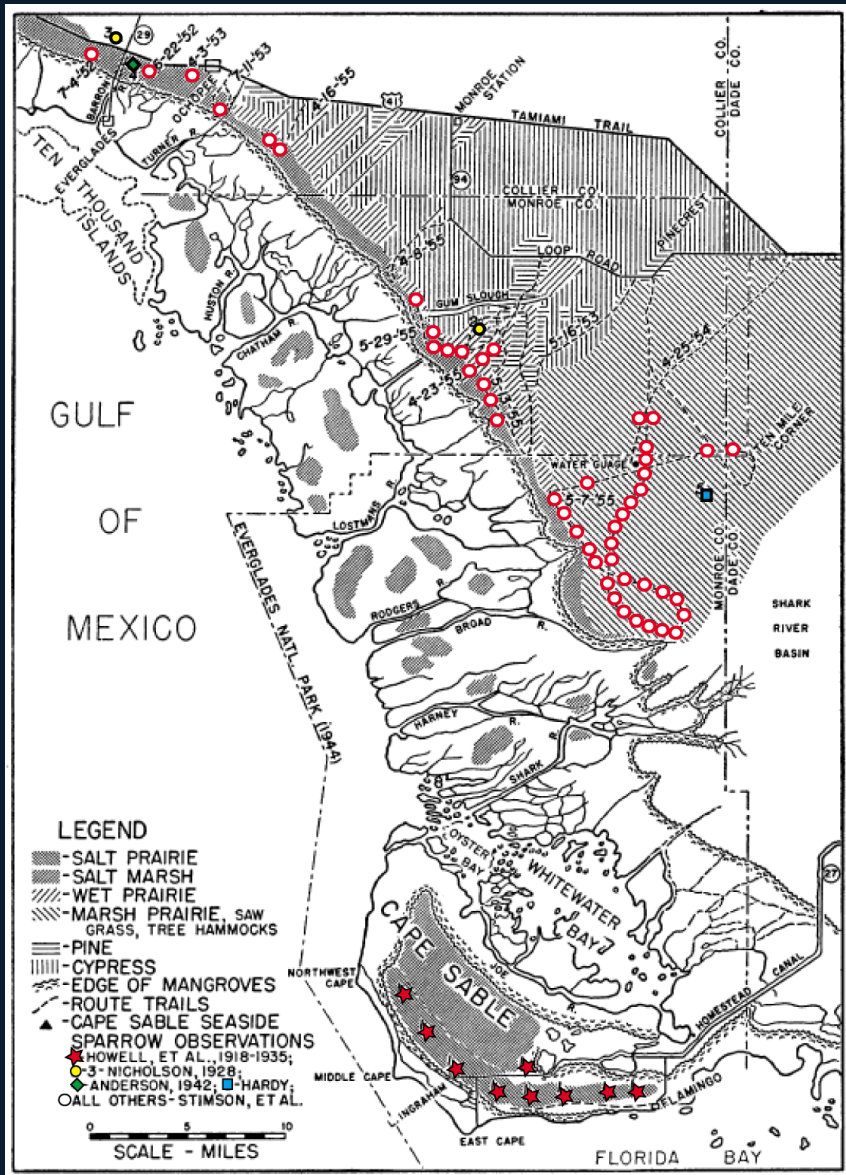 3
29
7-4-'52
6-22-'52
4-3-'53
7-11-'53
4-16-'55
BARRON R.
OCHOPEE
EVERGLADES
TURNER R.
TEN
THOUSAND
ISLANDS
41
MONROE STATION
TAMIAMI TRAIL
COLLIER CO.
DADE CO.
94
COLLIER CO.
MONROE CO.
PINECREST
LOOP ROAD
HUSTON R.
CHATHAM R.
4-8-'55
GUM SLOUGH
5-29-'55
4-23-'55
5-3-'55
5-16-'53
4-25-'54
GULF
OF
MEXICO
TEN MILE CORNER
WATER GUAGE
5-7-'55
LOSTMANS R.
MONROE CO.
DADE CO.
EVERGLADES NATL. PARK (1944)
RODGERS R.
BROAD R.
SHARK
RIVER
BASIN
HARNEY R.
SHARK R.
OYSTER BAY
WHITEWATER BAY
27
CAPE SABLE
JOE R.
NORTHWEST CAPE
HOMESTEAD CANAL
MIDDLE CAPE
INGRAHAM
FLAMINGO
EAST CAPE
FLORIDA BAY
LEGEND
-SALT PRAIRIE
-SALT MARSH
-WET PRAIRIE
-MARSH PRAIRIE, SAW
GRASS, TREE HAMMOCKS
-PINE
-CYPRESS
-EDGE OF MANGROVES
-ROUTE TRAILS
-CAPE SABLE SEASIDE
SPARROW OBSERVATIONS
HOWELL, ET AL., 1918-1935;
-3-NICHOLSON, 1928;
-ANDERSON, 1942; -HARDY;
ALL OTHERS-STIMSON, ET AL.
0 5 10
SCALE - MILES